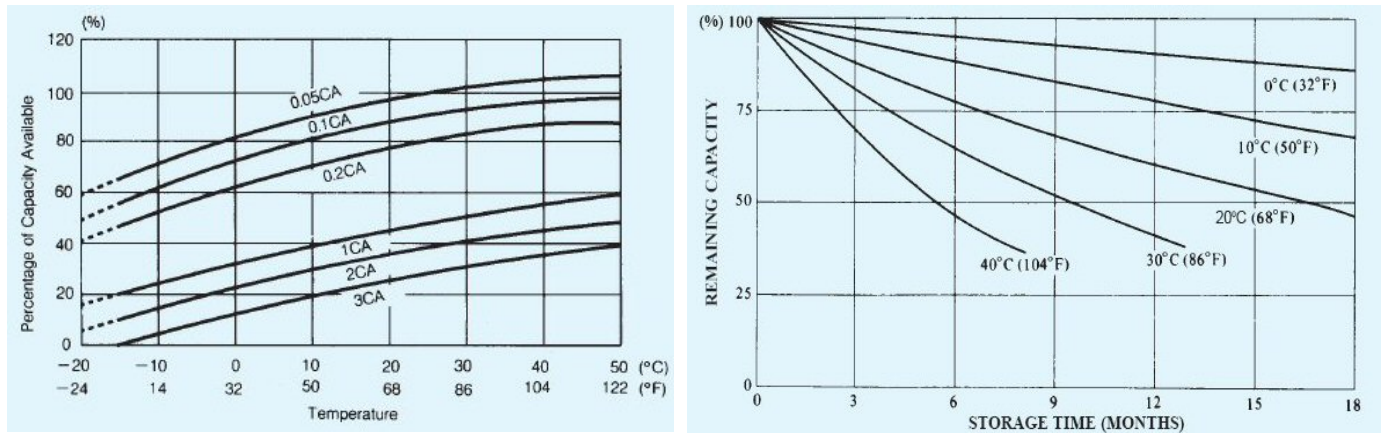 (%)
120
100
80
60
40
20
0
Percentage of Capacity Available
0.05CA
0.1CA
0.2CA
1CA
2CA
3CA
−20 −10 0 10 20 30 40 50 (°C)
−24 14 32 50 68 86 104 122 (°F)
Temperature
(%) 100
75
50
25
0
REMAINING CAPACITY
0°C (32°F)
10°C (50°F)
20°C (68°F)
30°C (86°F)
40°C (104°F)
0 3 6 9 12 15 18
STORAGE TIME (MONTHS)